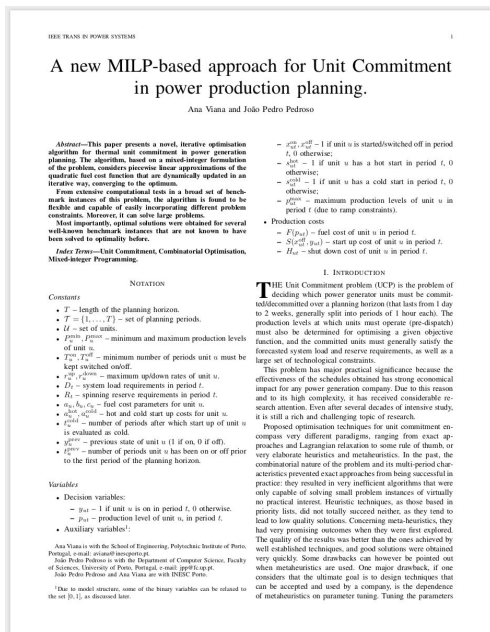 IEEE TRANS IN POWER SYSTEMS 1
A new MILP-based approach for Unit Commitment
in power production planning.
Ana Viana and João Pedro Pedroso
Abstract—This paper presents a novel, iterative optimisation
algorithm for thermal unit commitment in power generation
planning. The algorithm, based on a mixed-integer formulation
of the problem, considers piecewise linear approximations of the
quadratic fuel cost function that are dynamically updated in an
iterative way, converging to the optimum.
From extensive computational tests in a broad set of bench-
mark instances of this problem, the algorithm is found to be
flexible and capable of easily incorporating different problem
constraints. Moreover, it can solve large problems.
Most importantly, optimal solutions were obtained for several
well-known benchmark instances that are not known to have
been solved to optimality before.
Index Terms—Unit Commitment, Combinatorial Optimisation,
Mixed-integer Programming.
NOTATION
Constants
• T – length of the planning horizon.
• T = {1, . . . , T} – set of planning periods.
• U – set of units.
• P_u^min, P_u^max – minimum and maximum production levels
of unit u.
• T_u^on, T_u^off – minimum number of periods unit u must be
kept switched on/off.
• r_u^up, r_u^down – maximum up/down rates of unit u.
• D_t – system load requirements in period t.
• R_t – spinning reserve requirements in period t.
• a_u, b_u, c_u – fuel cost parameters for unit u.
• a_u^hot, a_u^cold – hot and cold start up costs for unit u.
• t_u^cold – number of periods after which start up of unit u
is evaluated as cold.
• y_u^prev – previous state of unit u (1 if on, 0 if off).
• t_u^prev – number of periods unit u has been on or off prior
to the first period of the planning horizon.
Variables
• Decision variables:
– y_ut – 1 if unit u is on in period t, 0 otherwise.
– p_ut – production level of unit u, in period t.
• Auxiliary variables¹:
Ana Viana is with the School of Engineering, Polytechnic Institute of Porto,
Portugal, e-mail: aviana@inescporto.pt.
João Pedro Pedroso is with the Department of Computer Science, Faculty
of Sciences, University of Porto, Portugal, e-mail: jpp@fc.up.pt.
João Pedro Pedroso and Ana Viana are with INESC Porto.
¹Due to model structure, some of the binary variables can be relaxed to
the set [0, 1], as discussed later.
– x_ut^on, x_ut^off – 1 if unit u is started/switched off in period
t, 0 otherwise;
– s_ut^hot – 1 if unit u has a hot start in period t, 0
otherwise;
– s_ut^cold – 1 if unit u has a cold start in period t, 0
otherwise;
– p_ut^max – maximum production levels of unit u in
period t (due to ramp constraints).
• Production costs
– F(p_ut) – fuel cost of unit u in period t.
– S(x_ut^off, y_ut) – start up cost of unit u in period t.
– H_ut – shut down cost of unit u in period t.
I. INTRODUCTION
THE Unit Commitment problem (UCP) is the problem of
deciding which power generator units must be commit-
ted/decommitted over a planning horizon (that lasts from 1 day
to 2 weeks, generally split into periods of 1 hour each). The
production levels at which units must operate (pre-dispatch)
must also be determined for optimising a given objective
function, and the committed units must generally satisfy the
forecasted system load and reserve requirements, as well as a
large set of technological constraints.
This problem has major practical significance because the
effectiveness of the schedules obtained has strong economical
impact for any power generation company. Due to this reason
and to its high complexity, it has received considerable re-
search attention. Even after several decades of intensive study,
it is still a rich and challenging topic of research.
Proposed optimisation techniques for unit commitment en-
compass very different paradigms, ranging from exact ap-
proaches and Lagrangian relaxation to some rule of thumb, or
very elaborate heuristics and metaheuristics. In the past, the
combinatorial nature of the problem and its multi-period char-
acteristics prevented exact approaches from being successful in
practice: they resulted in very inefficient algorithms that were
only capable of solving small problem instances of virtually
no practical interest. Heuristic techniques, as those based in
priority lists, did not totally succeed neither, as they tend to
lead to low quality solutions. Concerning meta-heuristics, they
had very promising outcomes when they were first explored.
The quality of the results was better than the ones achieved by
well established techniques, and good solutions were obtained
very quickly. Some drawbacks can however be pointed out
when metaheuristics are used. One major drawback, if one
considers that the ultimate goal is to design techniques that
can be accepted and used by a company, is the dependence
of metaheuristics on parameter tuning. Tuning the parameters